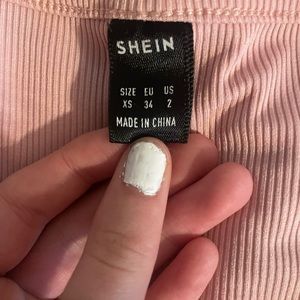 SHEIN
SIZE EU US
XS 34 2
MADE IN CHINA